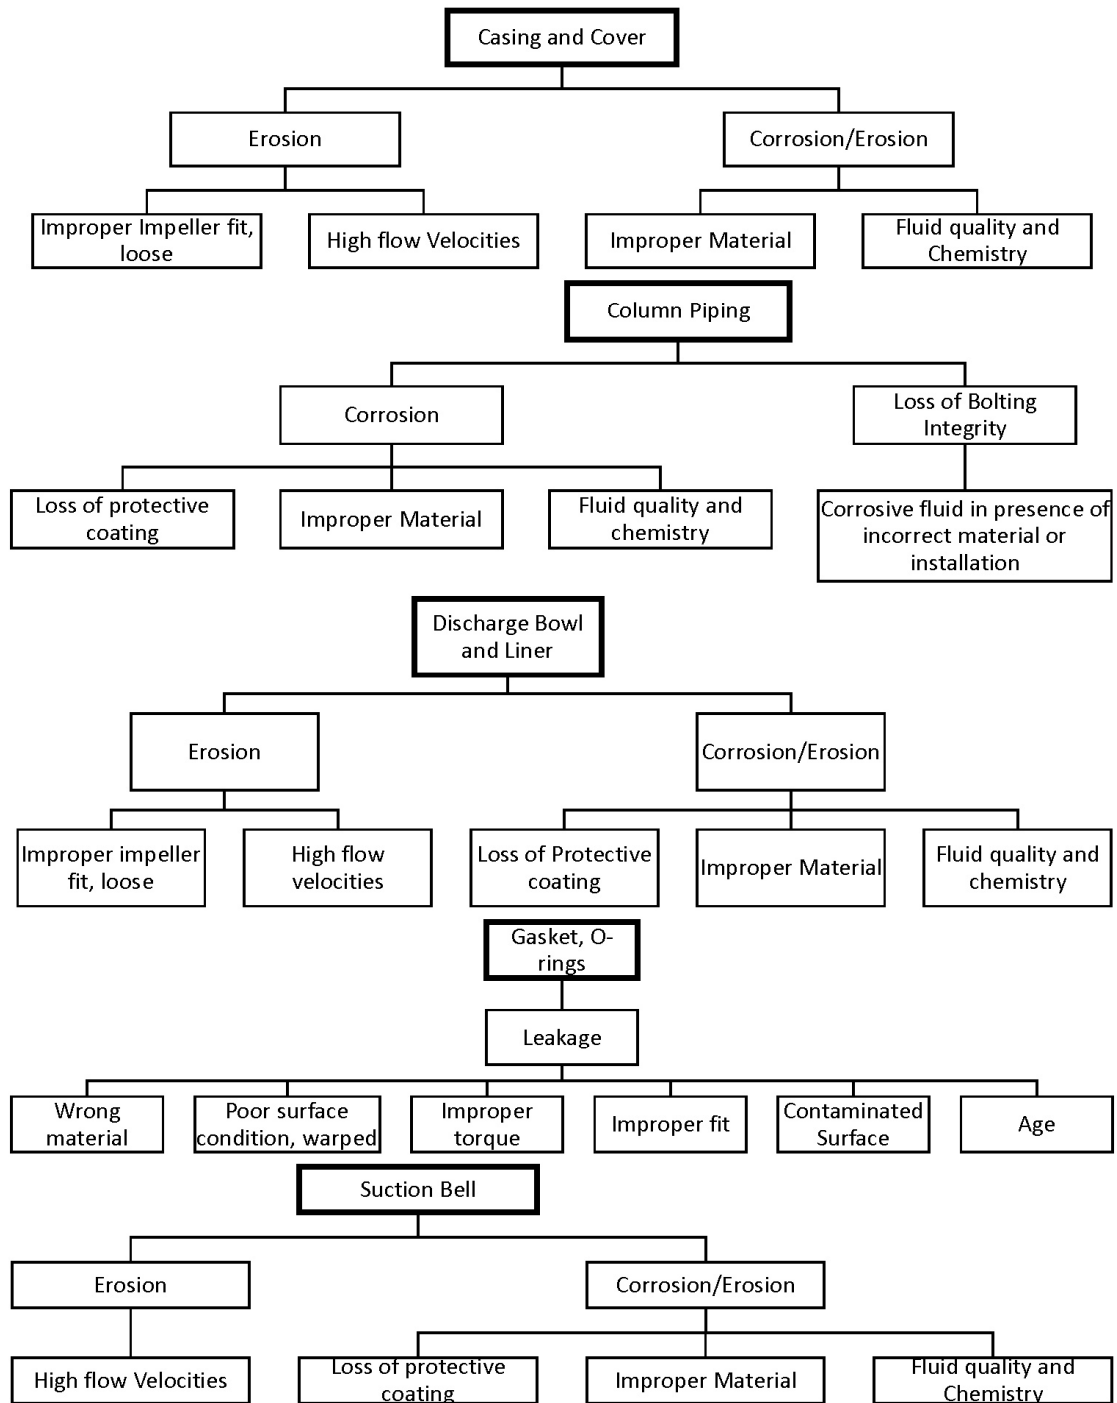 Casing and Cover
Erosion
Corrosion/Erosion
Improper Impeller fit,
loose
High flow Velocities
Improper Material
Fluid quality and
Chemistry
Column Piping
Corrosion
Loss of Bolting
Integrity
Loss of protective
coating
Improper Material
Fluid quality and
chemistry
Corrosive fluid in presence of
incorrect material or
installation
Discharge Bowl
and Liner
Erosion
Corrosion/Erosion
Improper impeller
fit, loose
High flow
velocities
Loss of Protective
coating
Improper Material
Fluid quality and
chemistry
Gasket, O-
rings
Leakage
Wrong
material
Poor surface
condition, warped
Improper
torque
Improper fit
Contaminated
Surface
Age
Suction Bell
Erosion
Corrosion/Erosion
High flow Velocities
Loss of protective
coating
Improper Material
Fluid quality and
Chemistry